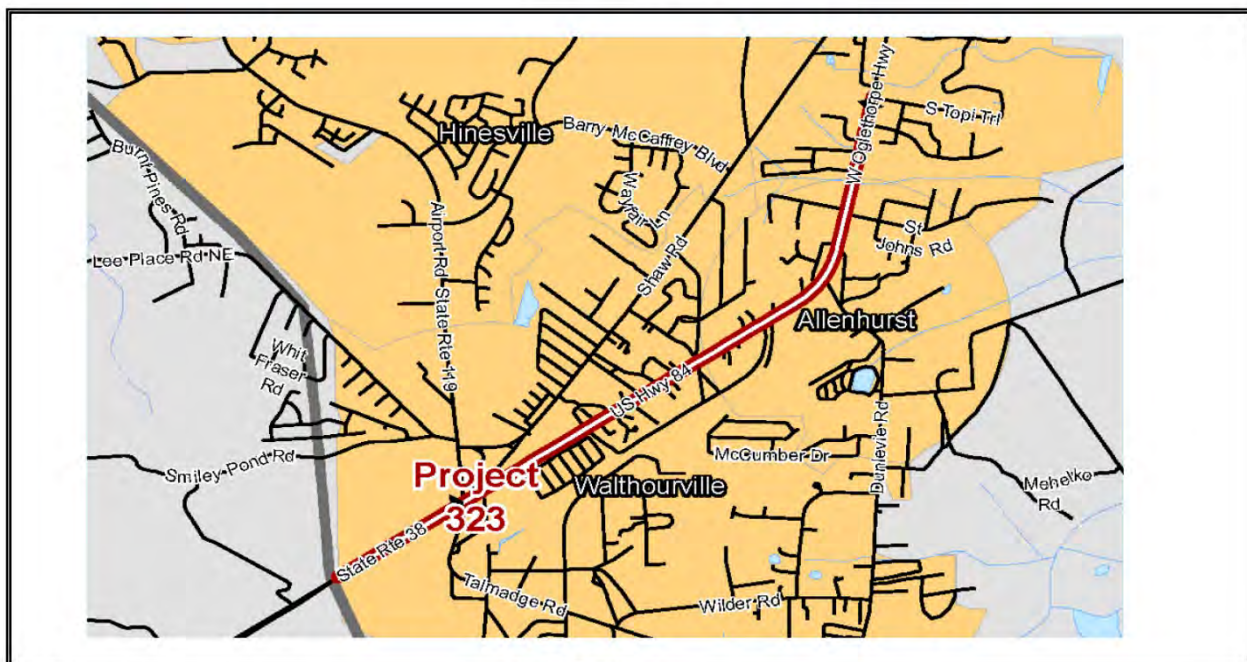 W Oglethorpe Hwy
S Topi Trl
Hinesville
Barry McCaffrey Blvd
Burnt Pines Rd
Wayfair Ln
St
Johns Rd
Lee Place Rd NE
Airport Rd
Shaw Rd
State Rte 119
Allenhurst
Whit
Fraser
Rd
US Hwy 84
Dunlevie Rd
McCumber Dr
Smiley Pond Rd
Project
323
Walthourville
Mehetko
Rd
State Rte 38
Talmadge Rd
Wilder Rd